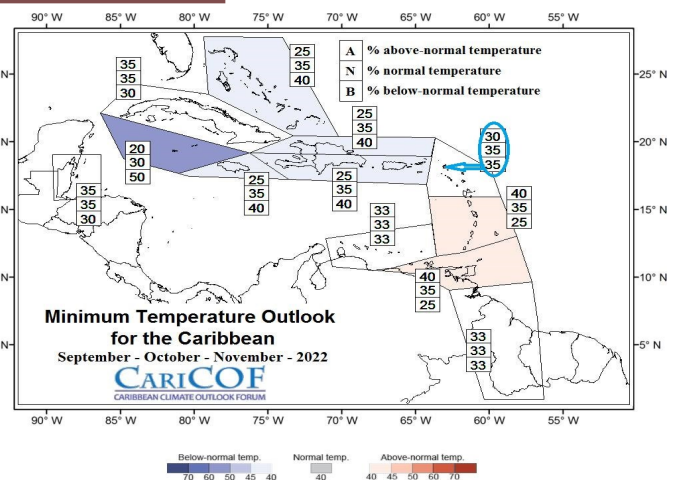 90° W 85° W 80° W 75° W 70° W 65° W 60° W 55° W
A % above-normal temperature
N % normal temperature
B % below-normal temperature
25
35
40
35
35
30
N
25° N
25
35
40
30
35
35
N
20° N
20
30
50
25
35
40
25
35
40
35
35
30
40
35
25
N
15° N
33
33
33
N
10° N
40
35
25
Minimum Temperature Outlook
for the Caribbean
September - October - November - 2022
N
5° N
33
33
33
CARICOF
CARIBBEAN CLIMATE OUTLOOK FORUM
90° W 85° W 80° W 75° W 70° W 65° W 60° W 55° W
Below-normal temp. Normal temp. Above-normal temp.
70 60 50 45 40 40 40 45 50 60 70